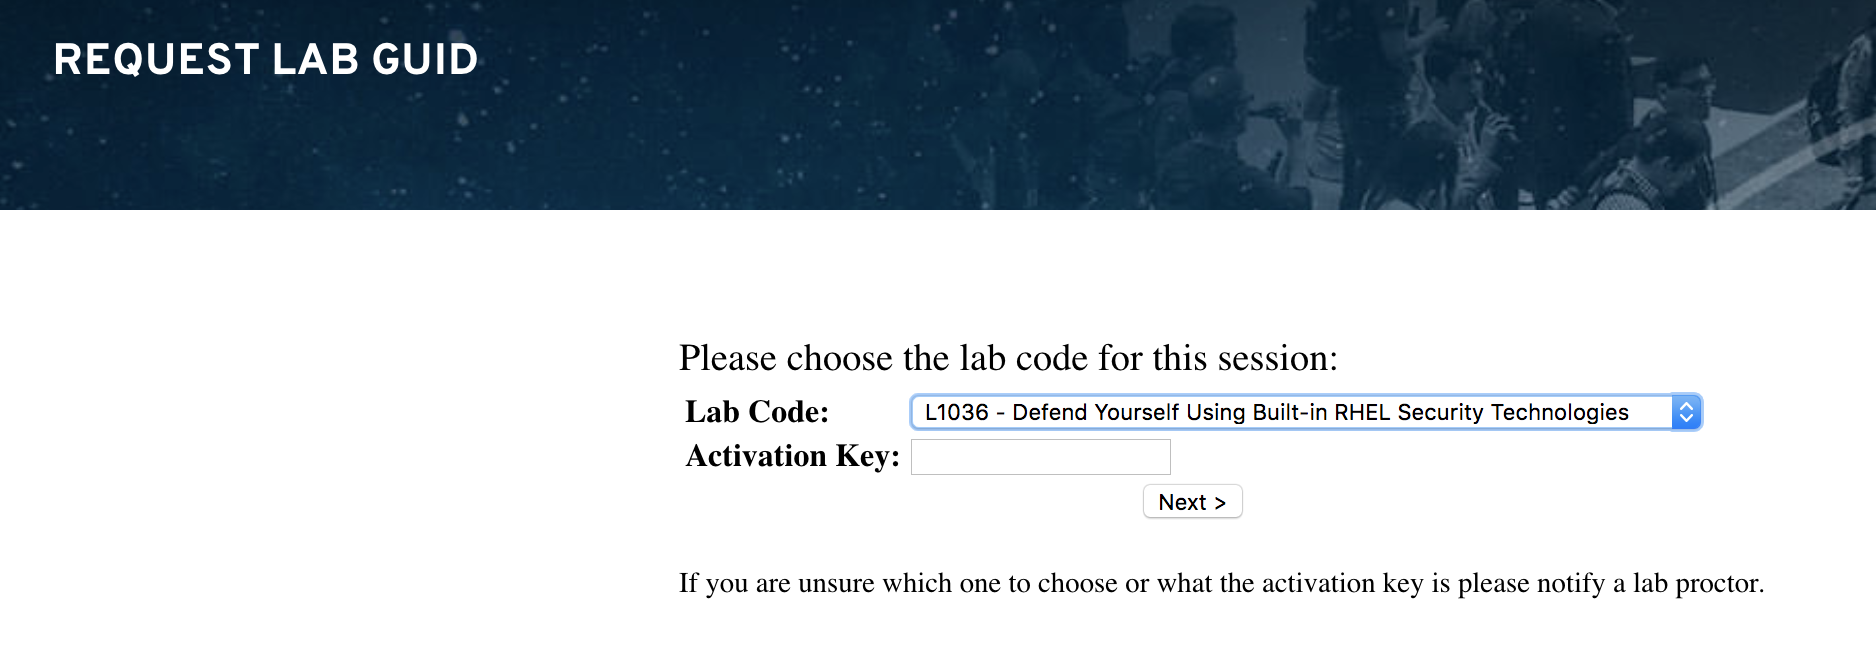 REQUEST LAB GUID
Please choose the lab code for this session:
Lab Code: L1036 - Defend Yourself Using Built-in RHEL Security Technologies
Activation Key:
Next >
If you are unsure which one to choose or what the activation key is please notify a lab proctor.